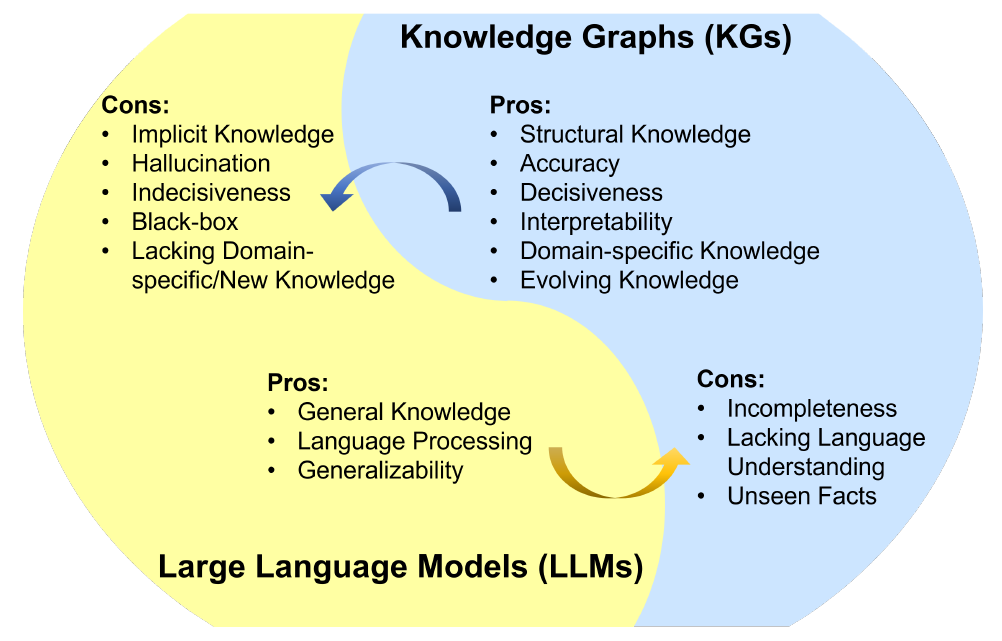 Knowledge Graphs (KGs)
Cons:
• Implicit Knowledge
• Hallucination
• Indecisiveness
• Black-box
• Lacking Domain-
specific/New Knowledge
Pros:
• Structural Knowledge
• Accuracy
• Decisiveness
• Interpretability
• Domain-specific Knowledge
• Evolving Knowledge
Pros:
• General Knowledge
• Language Processing
• Generalizability
Cons:
• Incompleteness
• Lacking Language
Understanding
• Unseen Facts
Large Language Models (LLMs)